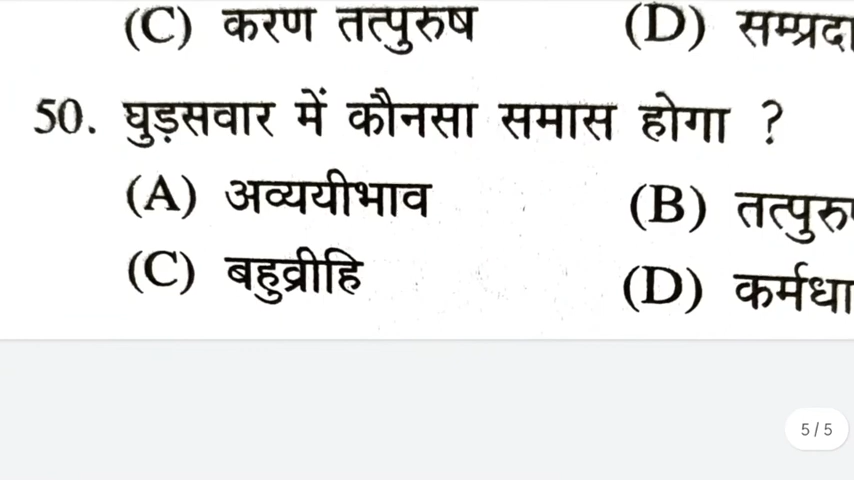 (C) करण तत्पुरुष (D)
50. घुड़सवार में कौनसा समास होगा ?
(A) अव्ययीभाव (B)
(C) बहुव्रीहि (D)
5/5